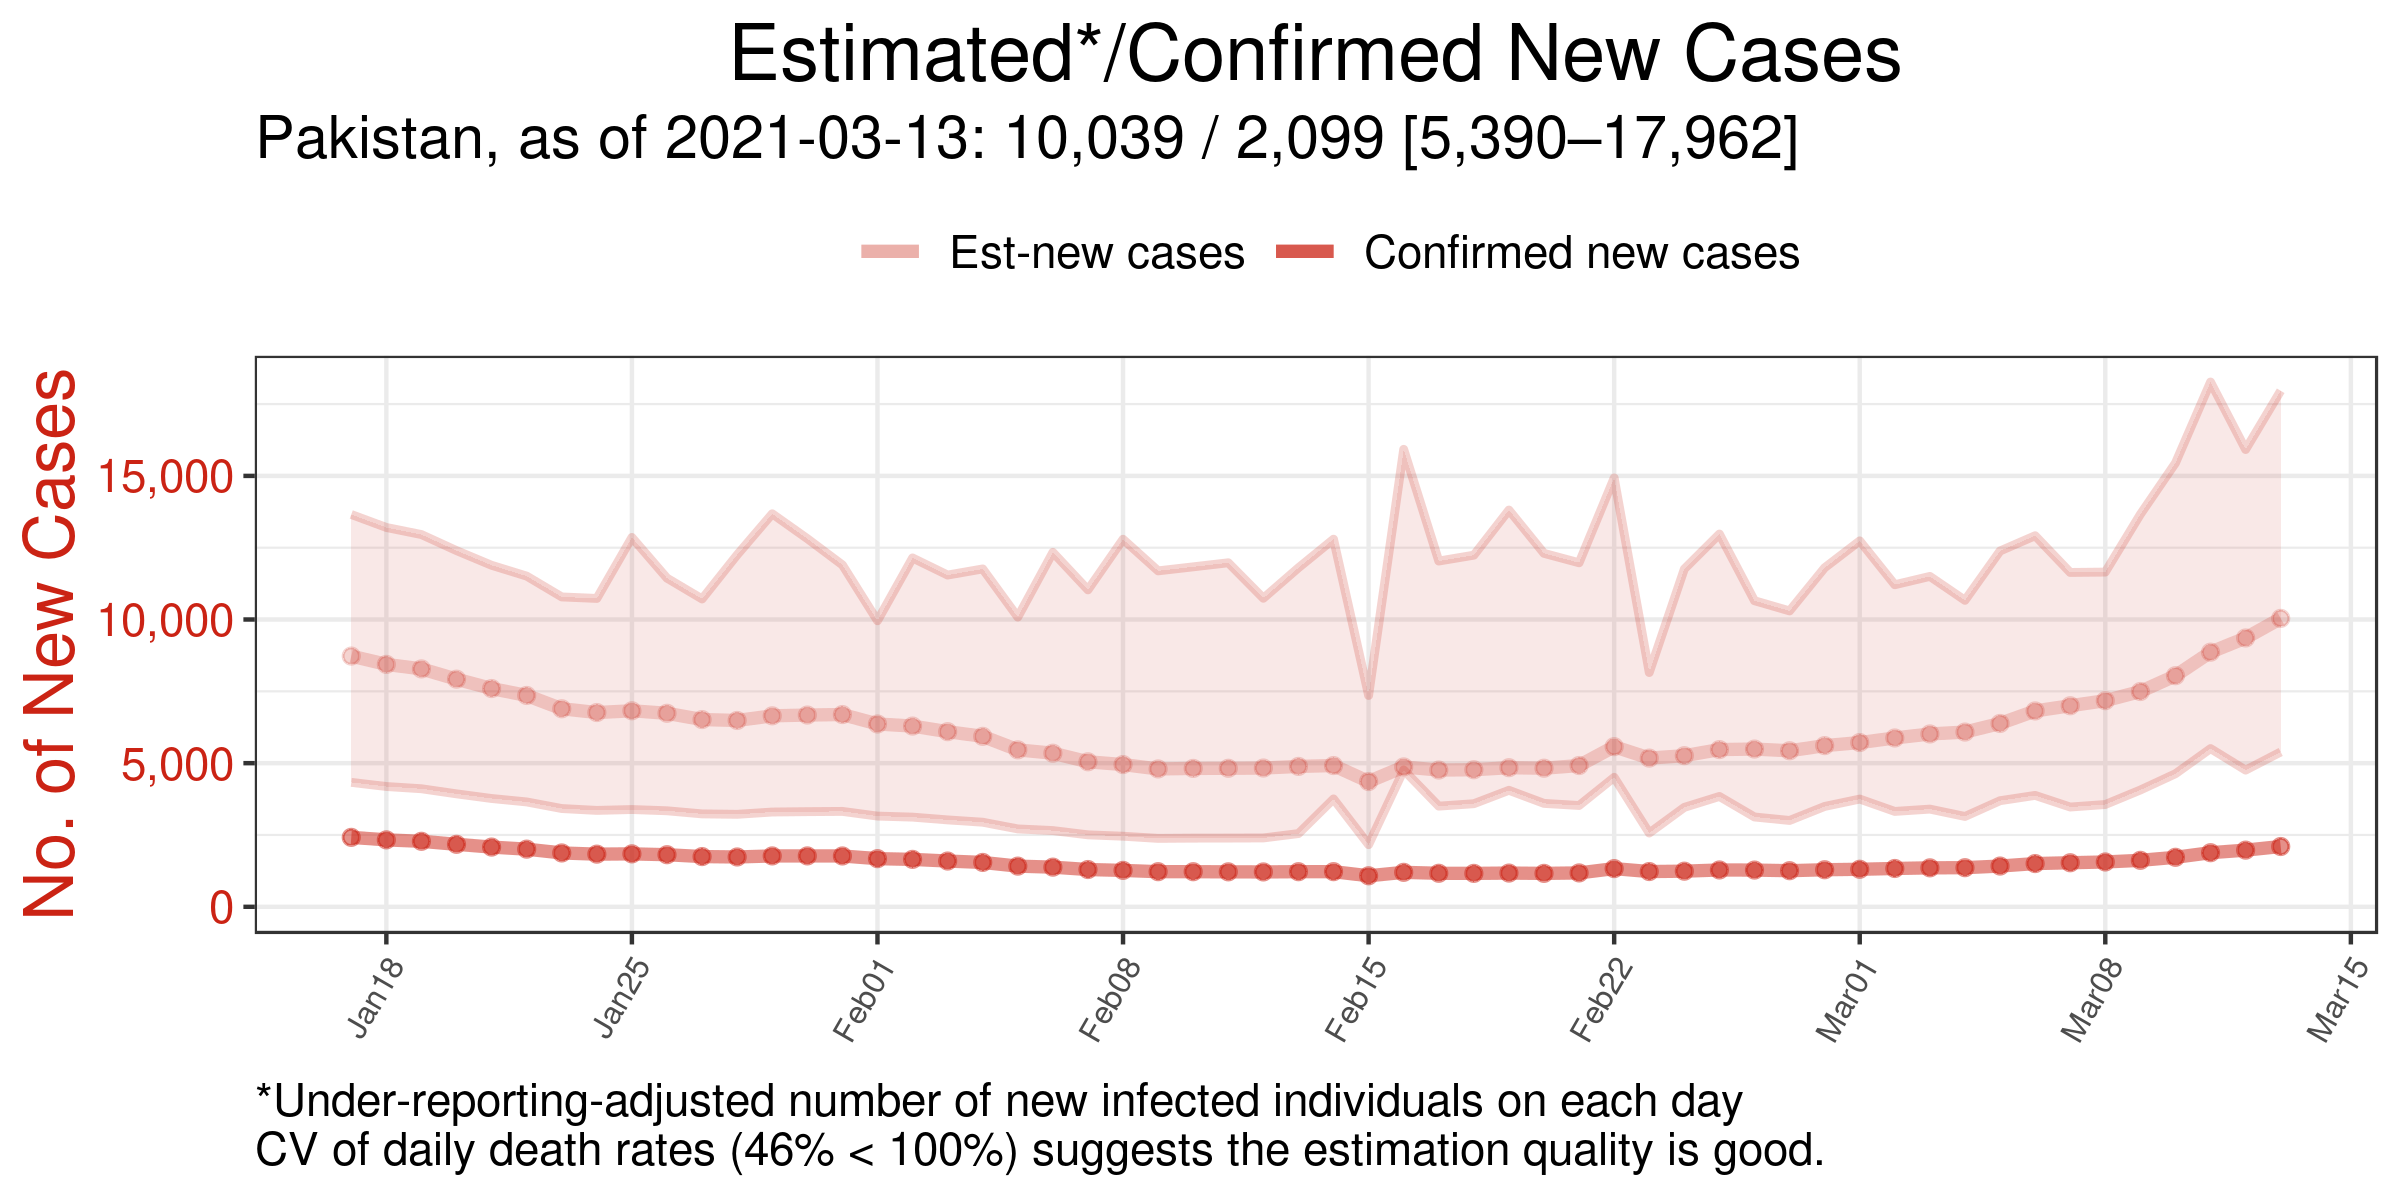 Estimated*/Confirmed New Cases
Pakistan, as of 2021-03-13: 10,039 / 2,099 [5,390–17,962]
Est-new cases
Confirmed new cases
No. of New Cases
15,000
10,000
5,000
0
Jan18
Jan25
Feb01
Feb08
Feb15
Feb22
Mar01
Mar08
Mar15
*Under-reporting-adjusted number of new infected individuals on each day
CV of daily death rates (46% < 100%) suggests the estimation quality is good.